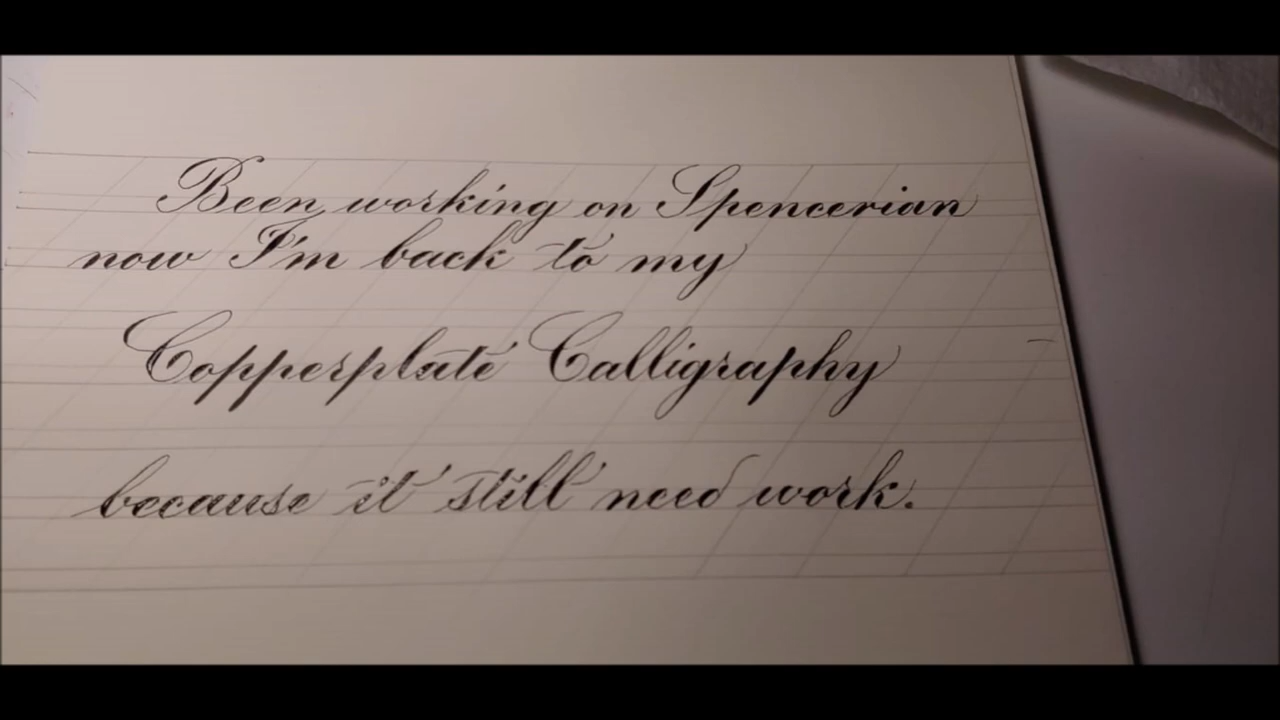 Been working on Spencerian
now I'm back to my
Copperplate Calligraphy
because it still need work.